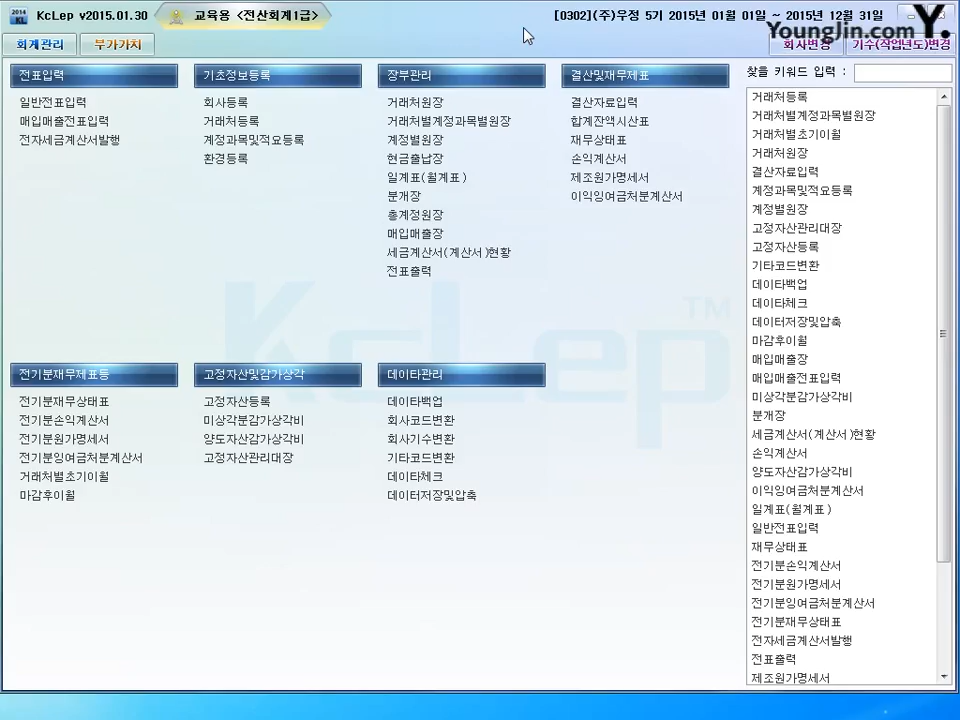 KcLep v2015.01.30
교육용 <전산회계1급>
[0302](주)우정 5기 2015년 01월 01일 ~ 2015년 12월 31일
YoungJin.com Y.
회계관리
부가가치
회사변경
기수(작업년도)변경
전표입력
일반전표입력
매입매출전표입력
전자세금계산서발행
기초정보등록
회사등록
거래처등록
계정과목및적요등록
환경등록
장부관리
거래처원장
거래처별계정과목별원장
계정별원장
현금출납장
일계표(월계표)
분개장
총계정원장
매입매출장
세금계산서(계산서)현황
전표출력
결산및재무제표
결산자료입력
합계잔액시산표
재무상태표
손익계산서
제조원가명세서
이익잉여금처분계산서
전기분재무제표등
전기분재무상태표
전기분손익계산서
전기분원가명세서
전기분잉여금처분계산서
거래처별초기이월
마감후이월
고정자산및감가상각
고정자산등록
미상각분감가상각비
양도자산감가상각비
고정자산관리대장
데이타관리
데이타백업
회사코드변환
회사기수변환
기타코드변환
데이타체크
데이터저장및압축
KcLep™
찾을 키워드 입력 :
거래처등록
거래처별계정과목별원장
거래처별초기이월
거래처원장
결산자료입력
계정과목및적요등록
계정별원장
고정자산관리대장
고정자산등록
기타코드변환
데이타백업
데이타체크
데이터저장및압축
마감후이월
매입매출장
매입매출전표입력
미상각분감가상각비
분개장
세금계산서(계산서)현황
손익계산서
양도자산감가상각비
이익잉여금처분계산서
일계표(월계표)
일반전표입력
재무상태표
전기분손익계산서
전기분원가명세서
전기분잉여금처분계산서
전기분재무상태표
전자세금계산서발행
전표출력
제조원가명세서